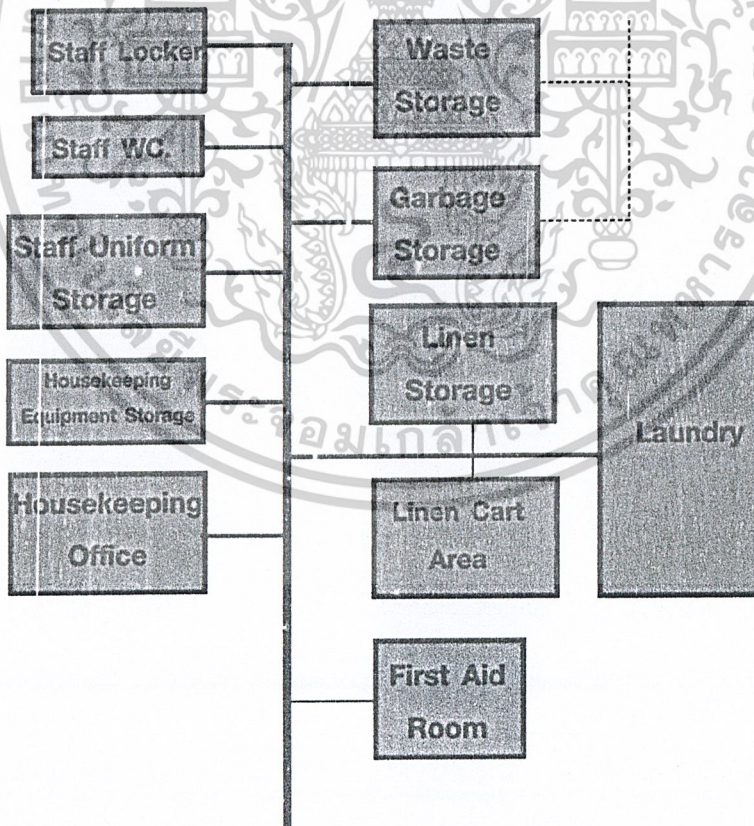 Staff Locker
Staff WC.
Staff Uniform
Storage
Housekeeping
Equipment Storage
Housekeeping
Office
Waste
Storage
Garbage
Storage
Linen
Storage
Linen Cart
Area
Laundry
First Aid
Room